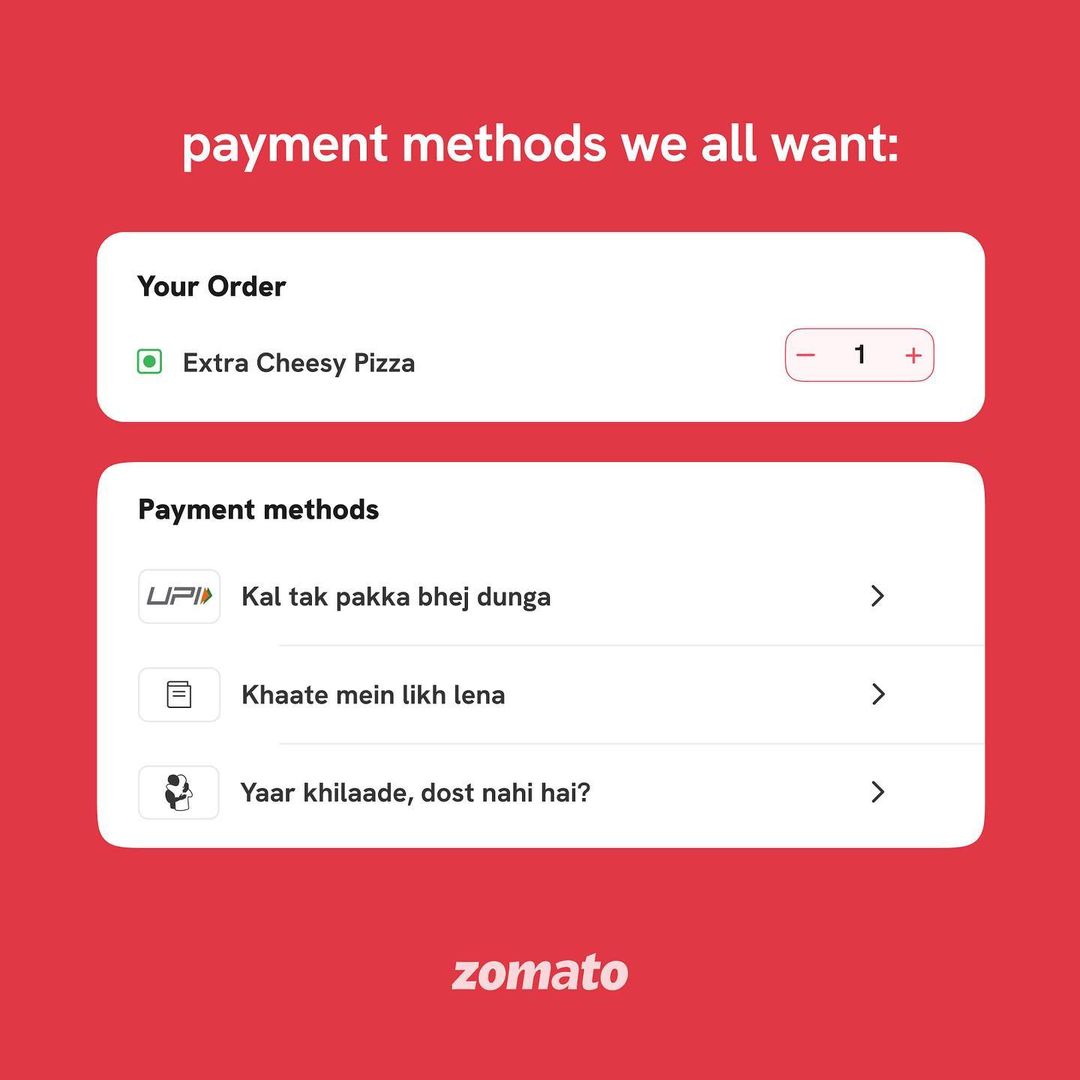 payment methods we all want:
Your Order
Extra Cheesy Pizza
− 1 +
Payment methods
UPI Kal tak pakka bhej dunga
Khaate mein likh lena
Yaar khilaade, dost nahi hai?
zomato